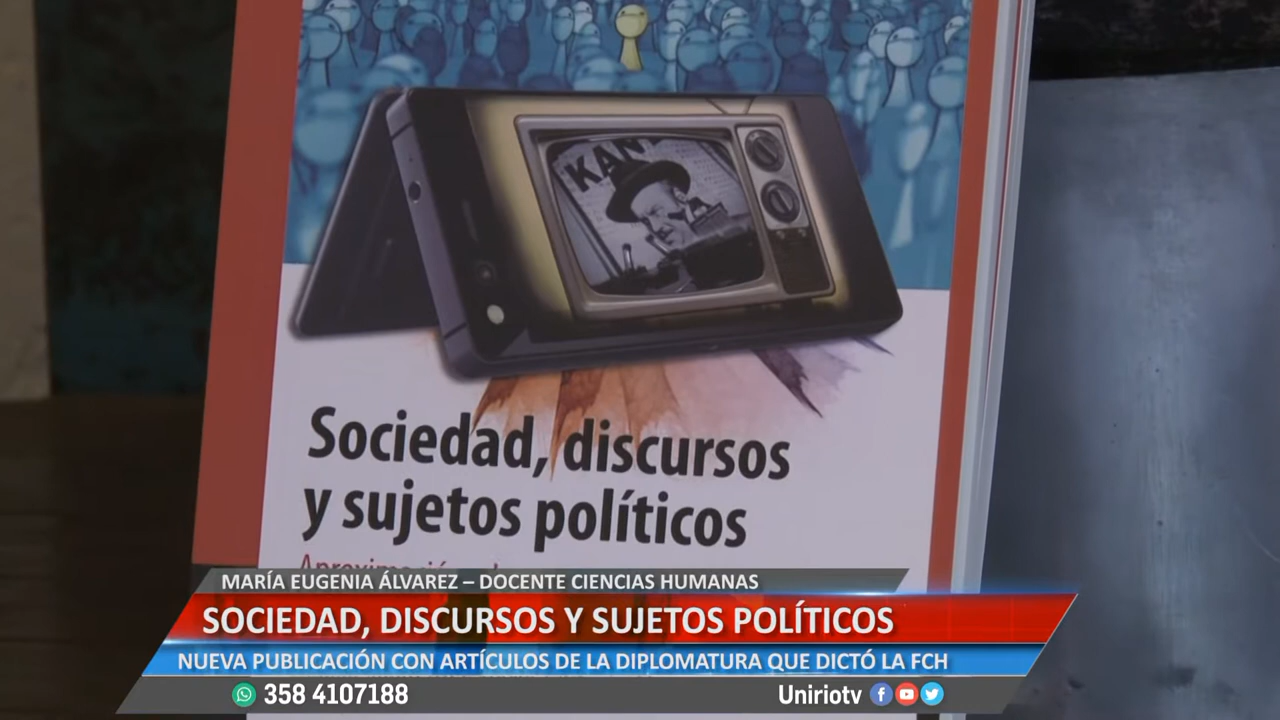 KAN
Sociedad, discursos
y sujetos políticos
MARÍA EUGENIA ÁLVAREZ – DOCENTE CIENCIAS HUMANAS
SOCIEDAD, DISCURSOS Y SUJETOS POLÍTICOS
NUEVA PUBLICACIÓN CON ARTÍCULOS DE LA DIPLOMATURA QUE DICTÓ LA FCH
358 4107188
Uniriotv